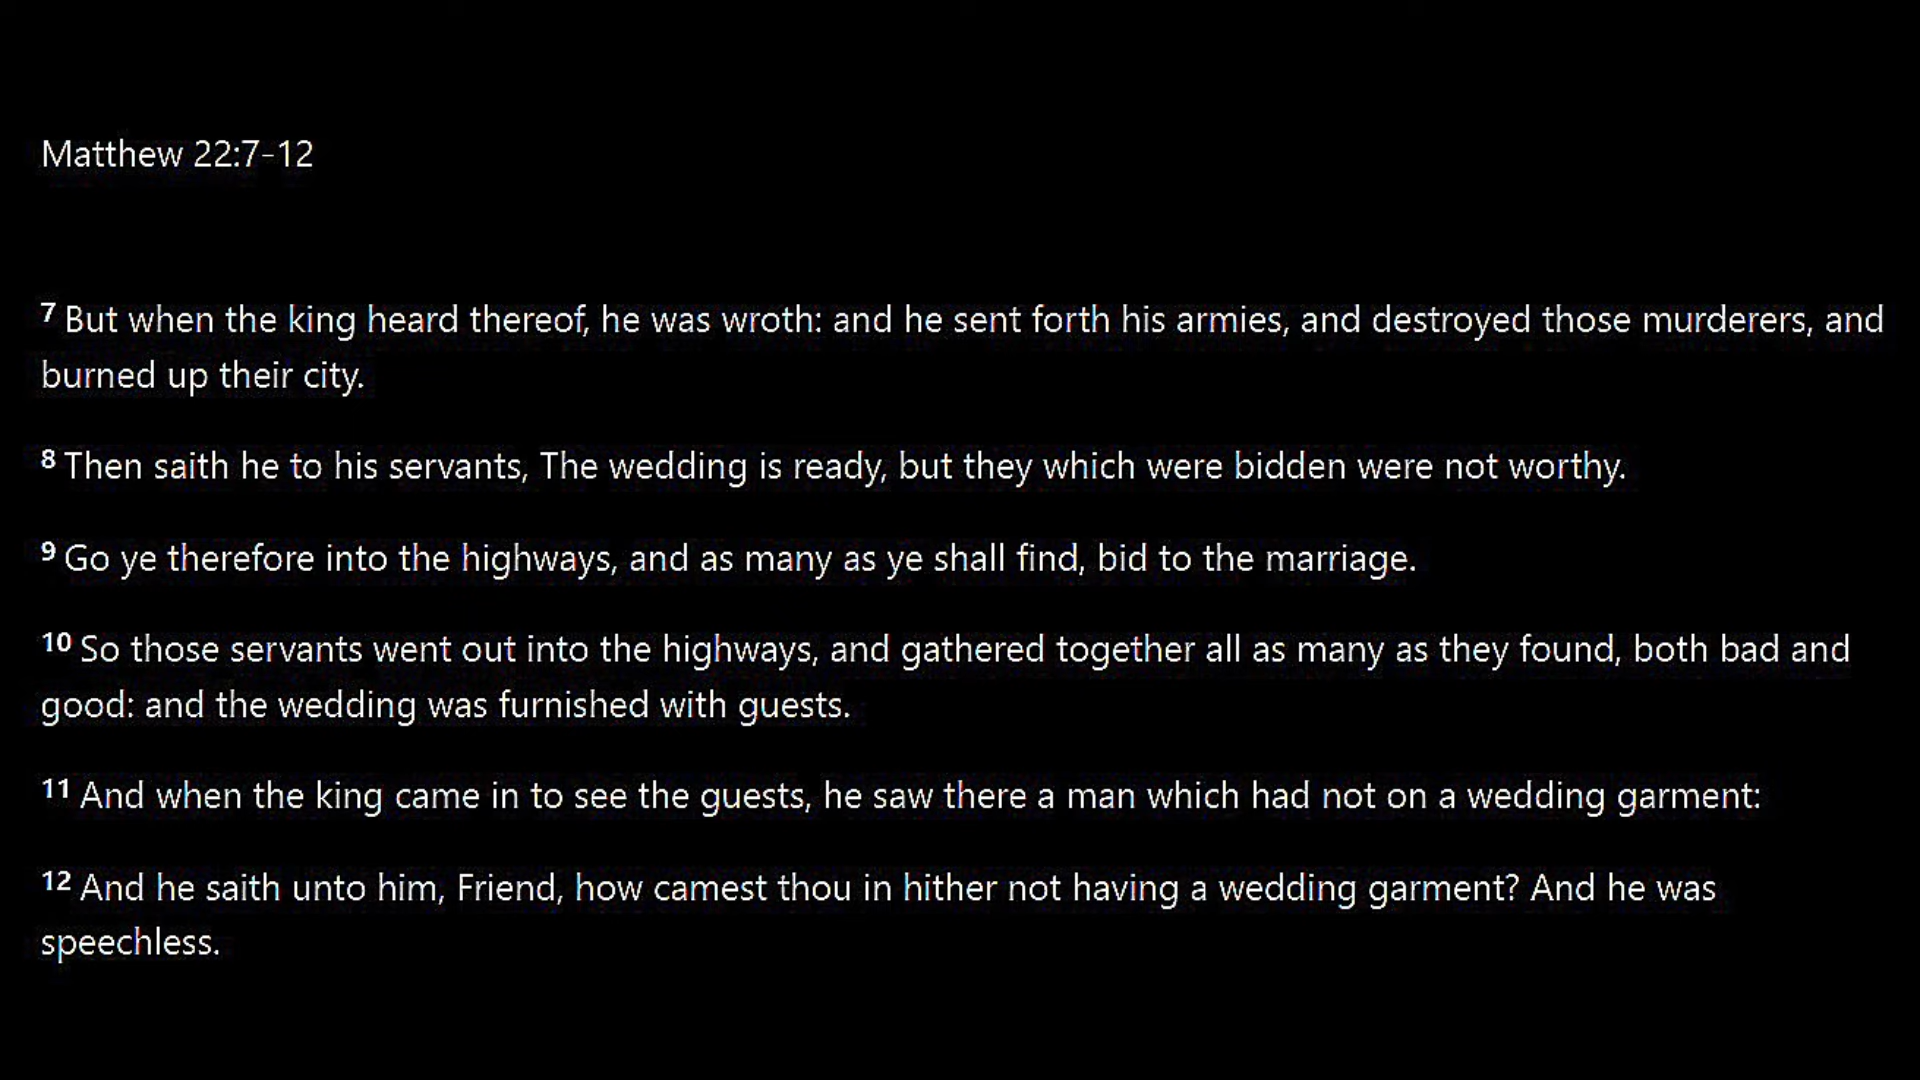 Matthew 22:7-12
7 But when the king heard thereof, he was wroth: and he sent forth his armies, and destroyed those murderers, and
burned up their city.
8 Then saith he to his servants, The wedding is ready, but they which were bidden were not worthy.
9 Go ye therefore into the highways, and as many as ye shall find, bid to the marriage.
10 So those servants went out into the highways, and gathered together all as many as they found, both bad and
good: and the wedding was furnished with guests.
11 And when the king came in to see the guests, he saw there a man which had not on a wedding garment:
12 And he saith unto him, Friend, how camest thou in hither not having a wedding garment? And he was
speechless.